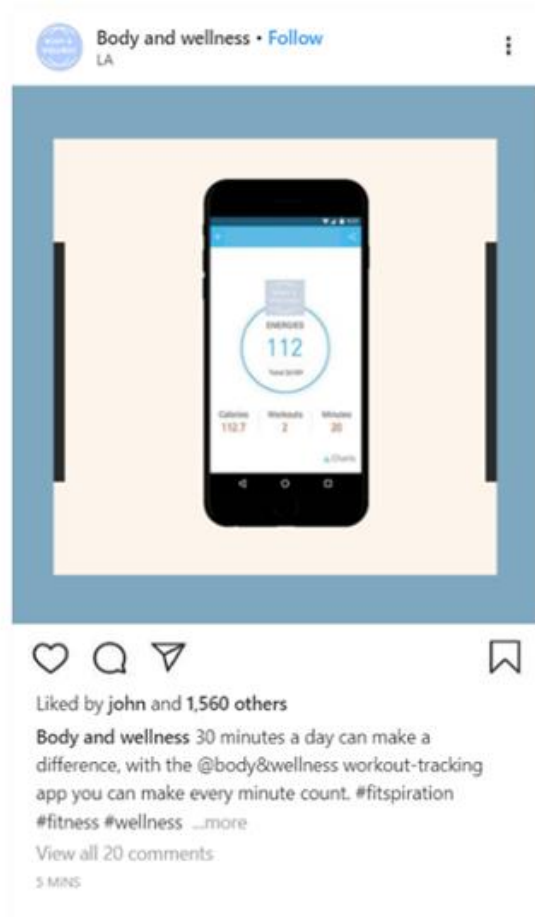 Body and wellness • Follow
LA
ENERGIES
112
Calories Workouts Minutes
112.7 2 20
Charts
Liked by john and 1,560 others
Body and wellness 30 minutes a day can make a
difference, with the @body&wellness workout-tracking
app you can make every minute count. #fitspiration
#fitness #wellness ...more
View all 20 comments
5 MINS